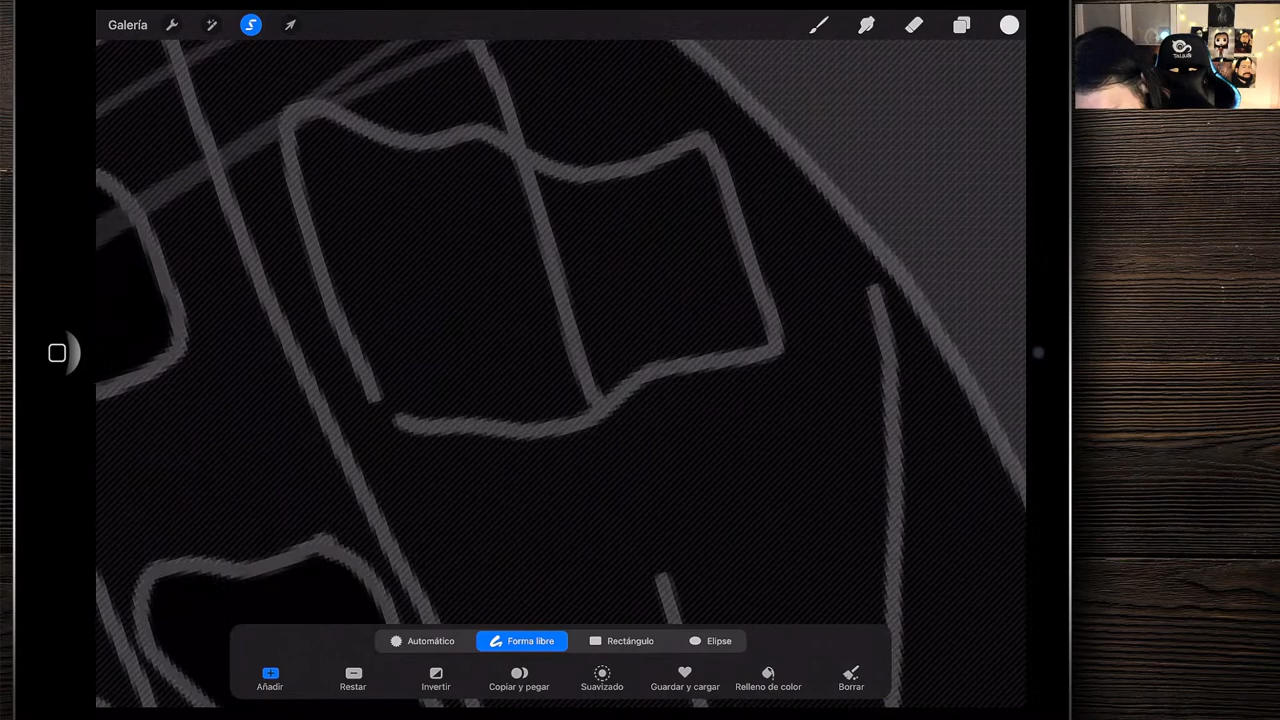 Galería
Automático Forma libre Rectángulo Elipse
Añadir Restar Invertir Copiar y pegar Suavizado Guardar y cargar Relleno de color Borrar